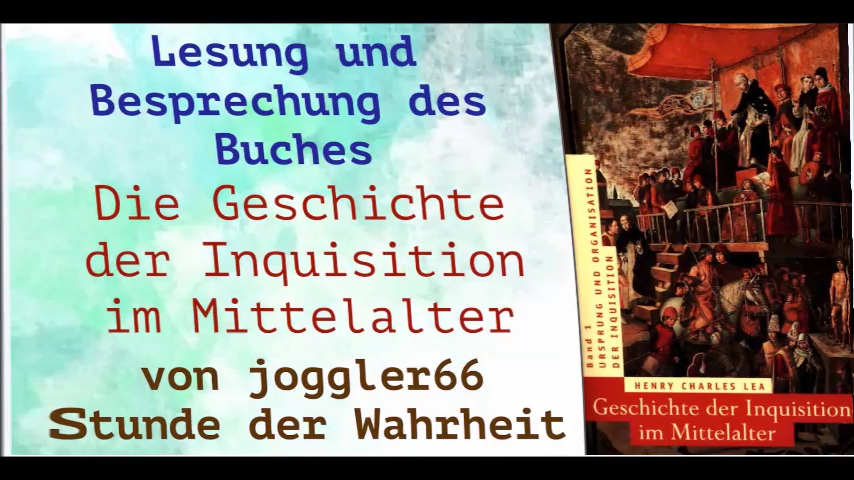 Lesung und
Besprechung des
Buches
Die Geschichte
der Inquisition
im Mittelalter
von joggler66
Stunde der Wahrheit
Band 1
URSPRUNG UND ORGANISATION
DER INQUISITION
HENRY CHARLES LEA
Geschichte der Inquisition
im Mittelalter